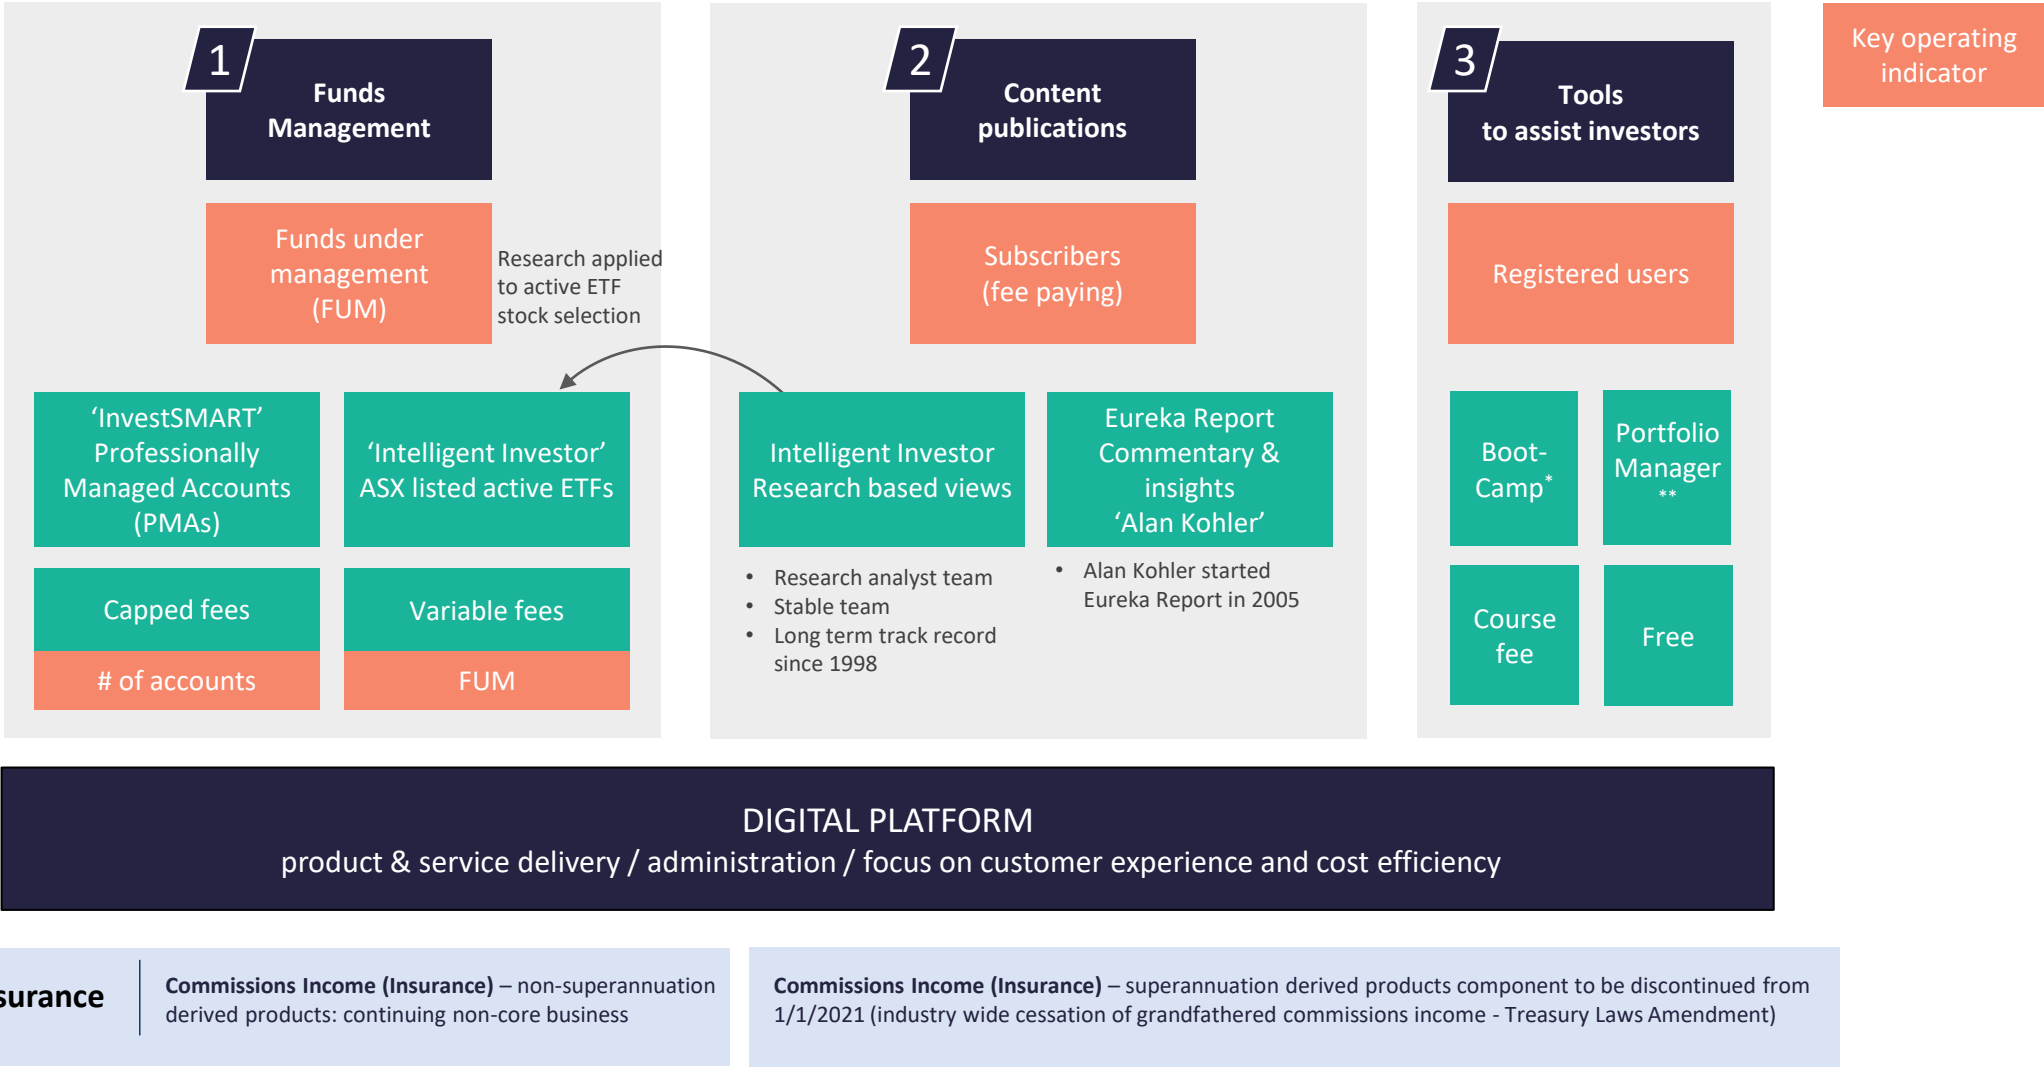 1
Funds
Management
Funds under
management
(FUM)
Research applied
to active ETF
stock selection
‘InvestSMART’
Professionally
Managed Accounts
(PMAs)
‘Intelligent Investor’
ASX listed active ETFs
Capped fees
Variable fees
# of accounts
FUM
2
Content
publications
Subscribers
(fee paying)
Intelligent Investor
Research based views
Eureka Report
Commentary &
insights
‘Alan Kohler’
• Research analyst team
• Stable team
• Long term track record
since 1998
• Alan Kohler started
Eureka Report in 2005
3
Tools
to assist investors
Registered users
Boot-
Camp*
Portfolio
Manager
**
Course
fee
Free
Key operating
indicator
DIGITAL PLATFORM
product & service delivery / administration / focus on customer experience and cost efficiency
surance
Commissions Income (Insurance) – non-superannuation
derived products: continuing non-core business
Commissions Income (Insurance) – superannuation derived products component to be discontinued from
1/1/2021 (industry wide cessation of grandfathered commissions income - Treasury Laws Amendment)